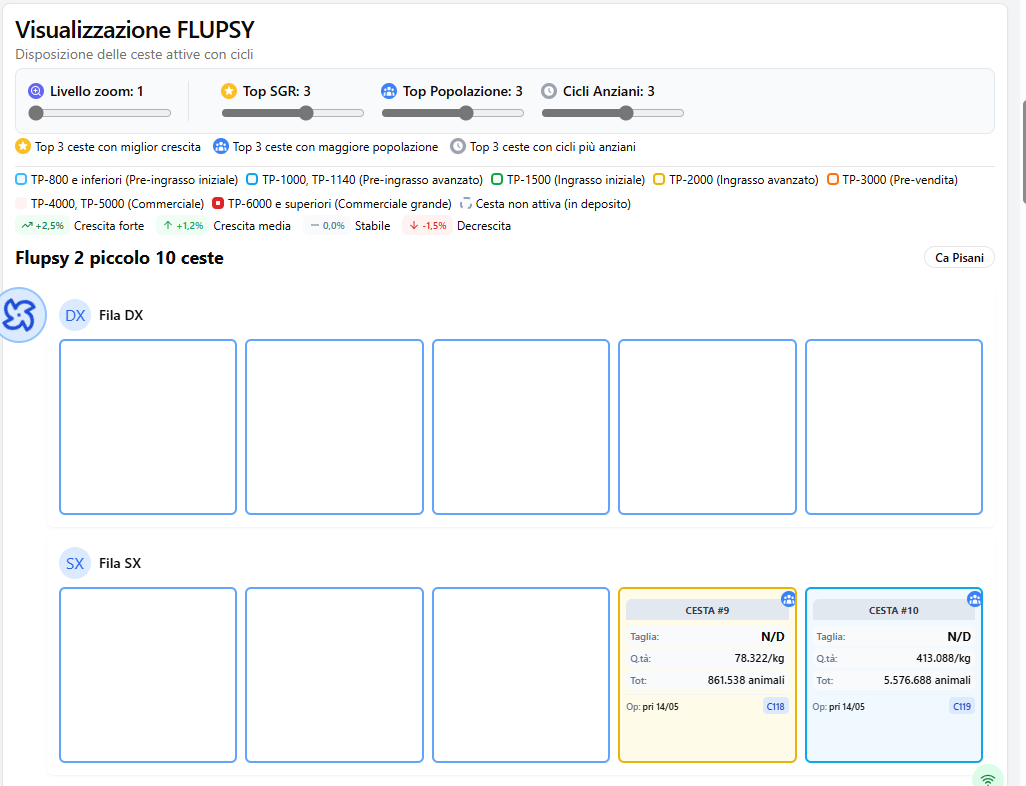 Visualizzazione FLUPSY
Disposizione delle ceste attive con cicli
Livello zoom: 1
Top SGR: 3
Top Popolazione: 3
Cicli Anziani: 3
Top 3 ceste con miglior crescita
Top 3 ceste con maggiore popolazione
Top 3 ceste con cicli più anziani
TP-800 e inferiori (Pre-ingrasso iniziale)
TP-1000, TP-1140 (Pre-ingrasso avanzato)
TP-1500 (Ingrasso iniziale)
TP-2000 (Ingrasso avanzato)
TP-3000 (Pre-vendita)
TP-4000, TP-5000 (Commerciale)
TP-6000 e superiori (Commerciale grande)
Cesta non attiva (in deposito)
+2,5% Crescita forte
+1,2% Crescita media
0,0% Stabile
-1,5% Decrescita
Flupsy 2 piccolo 10 ceste
Ca Pisani
DX Fila DX
SX Fila SX
CESTA #9
Taglia: N/D
Q.tà: 78.322/kg
Tot: 861.538 animali
Op: pri 14/05 C118
CESTA #10
Taglia: N/D
Q.tà: 413.088/kg
Tot: 5.576.688 animali
Op: pri 14/05 C119